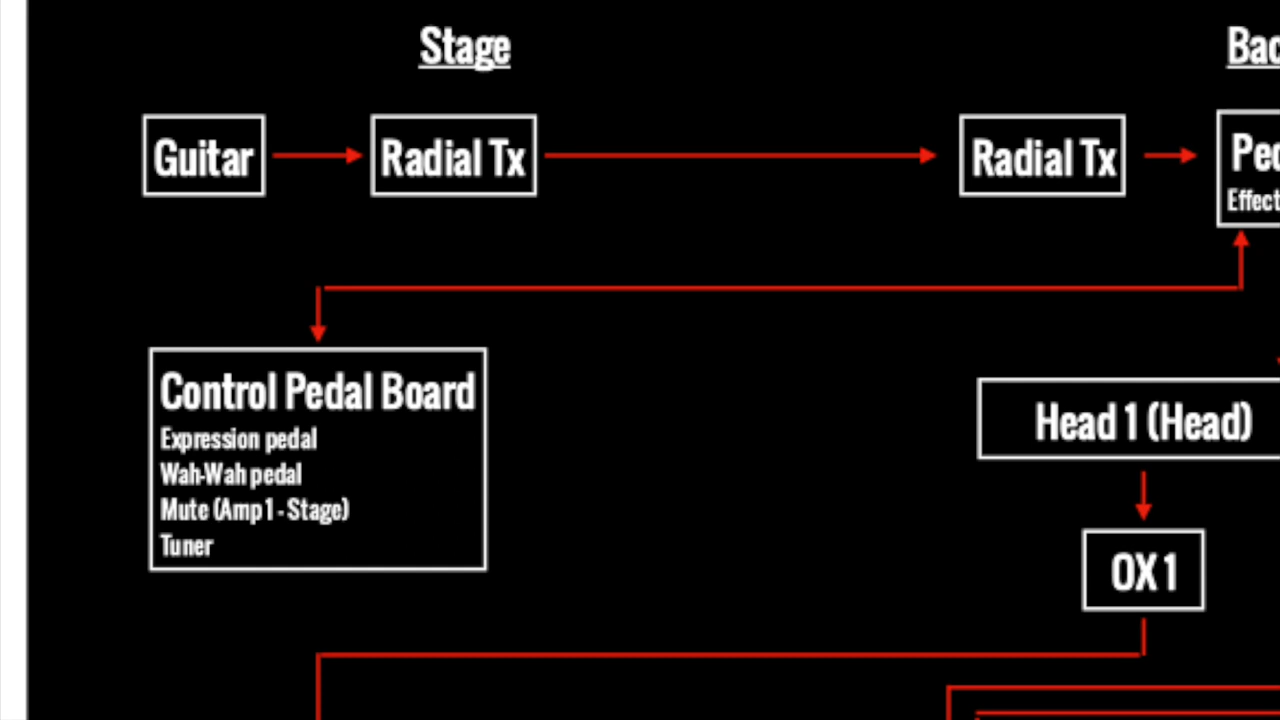 Stage
Guitar
Radial Tx
Radial Tx
Effect
Control Pedal Board
Expression pedal
Wah-Wah pedal
Mute (Amp 1 - Stage)
Tuner
Head 1 (Head)
OX 1